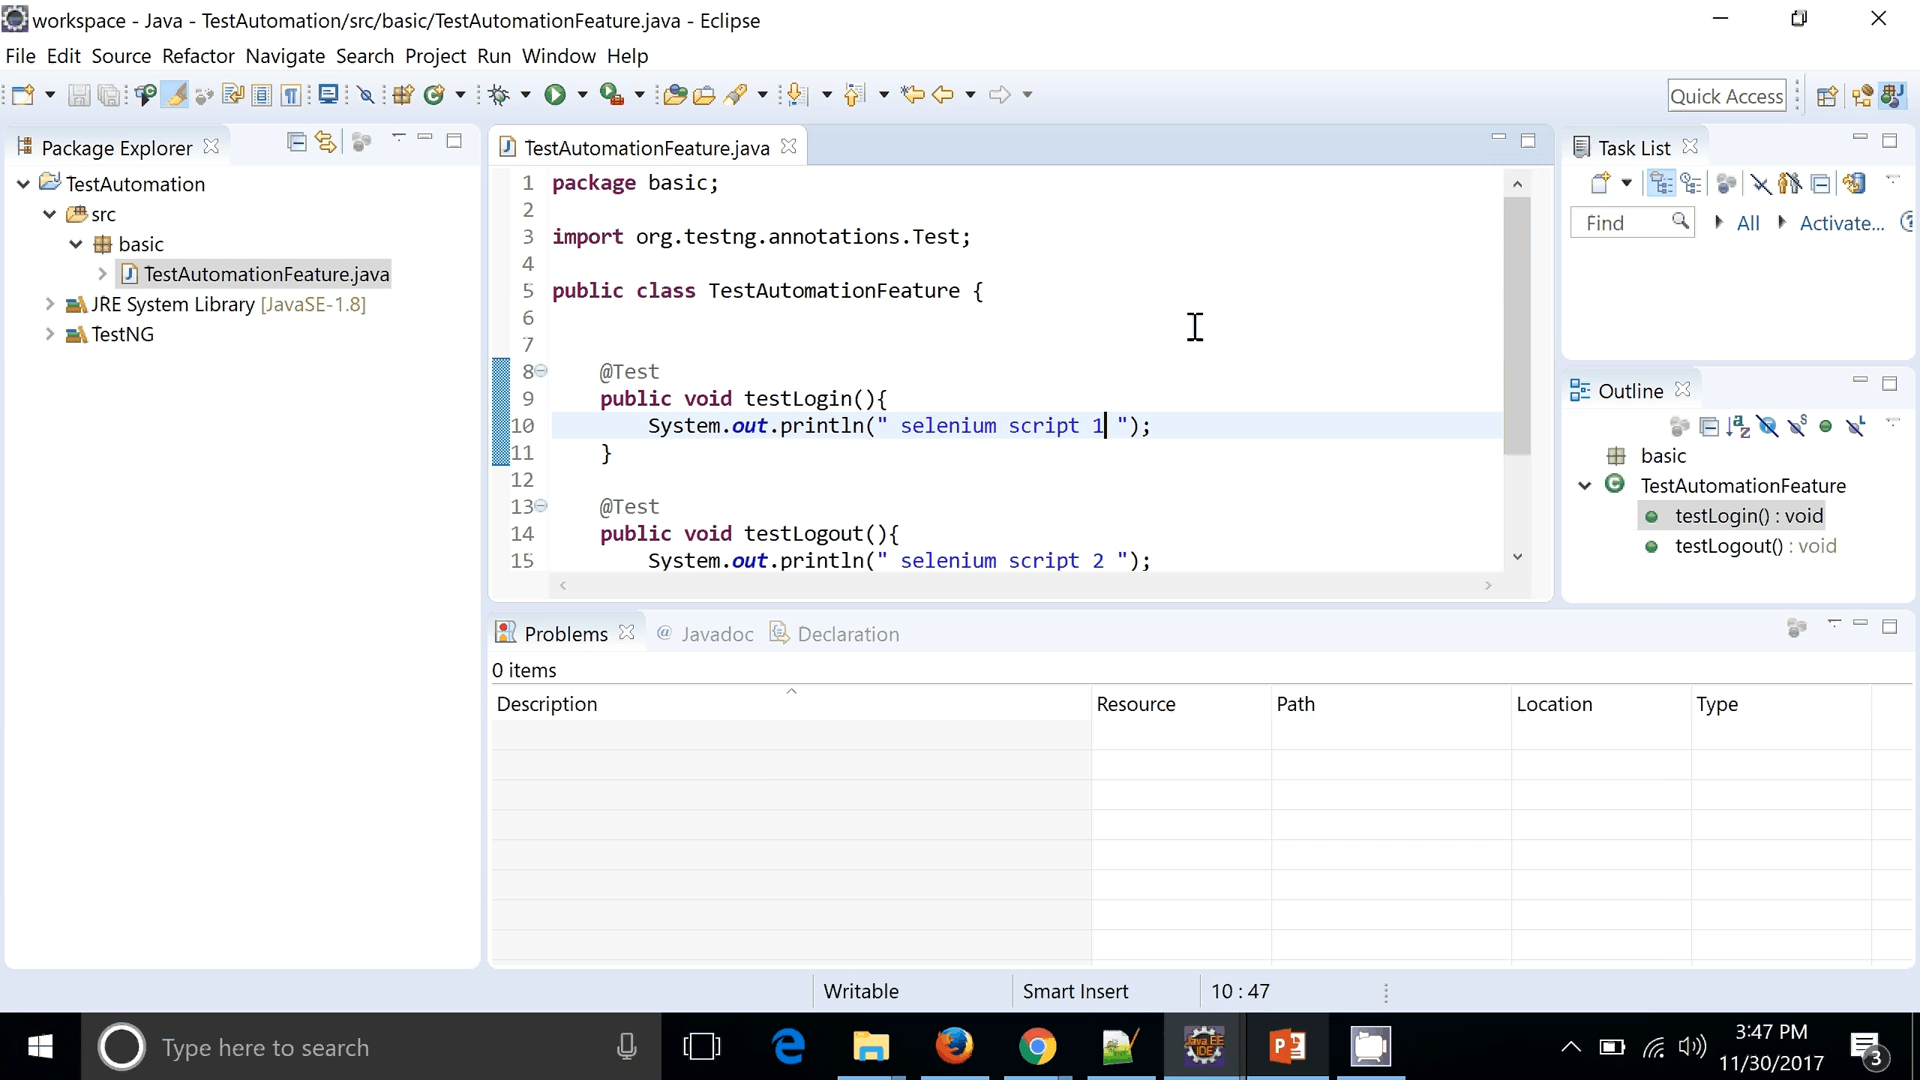 workspace - Java - TestAutomation/src/basic/TestAutomationFeature.java - Eclipse
File Edit Source Refactor Navigate Search Project Run Window Help
Quick Access
Package Explorer
TestAutomation
src
basic
TestAutomationFeature.java
JRE System Library [JavaSE-1.8]
TestNG
TestAutomationFeature.java
1 package basic;
2
3 import org.testng.annotations.Test;
4
5 public class TestAutomationFeature {
6
7
8 @Test
9 public void testLogin(){
10 System.out.println(" selenium script 1 ");
11 }
12
13 @Test
14 public void testLogout(){
15 System.out.println(" selenium script 2 ");
Task List
Find All Activate...
Outline
basic
TestAutomationFeature
testLogin() : void
testLogout() : void
Problems @ Javadoc Declaration
0 items
Description Resource Path Location Type
Writable Smart Insert 10 : 47
Type here to search
Java EE
IDE
3:47 PM
11/30/2017
3